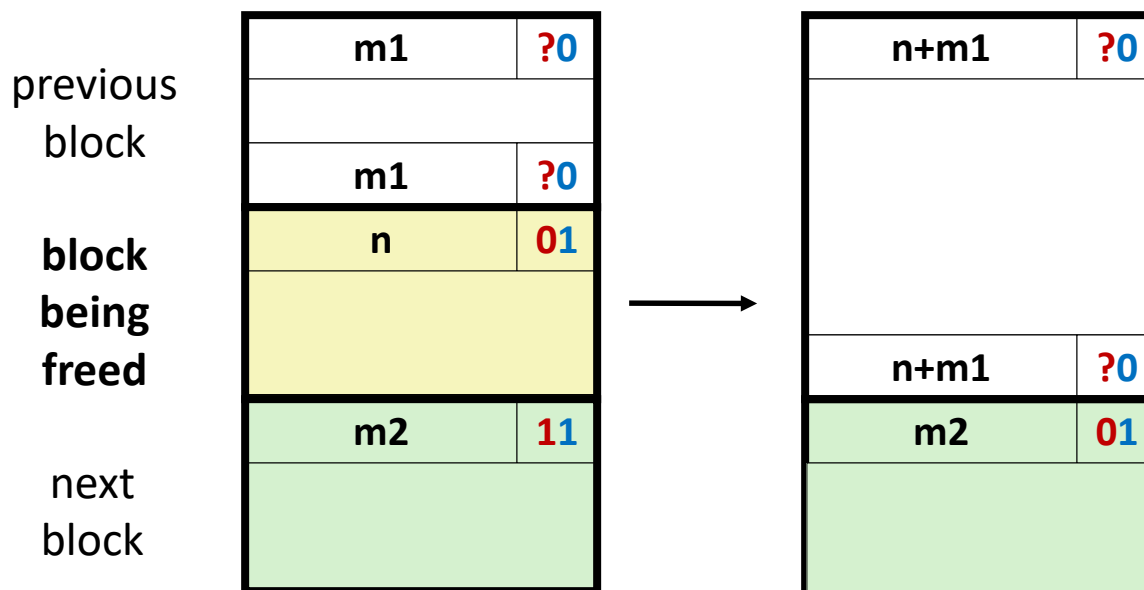 m1 ?0 n+m1 ?0
previous
block
m1 ?0
n 01
block
being
freed
n+m1 ?0
m2 11 m2 01
next
block